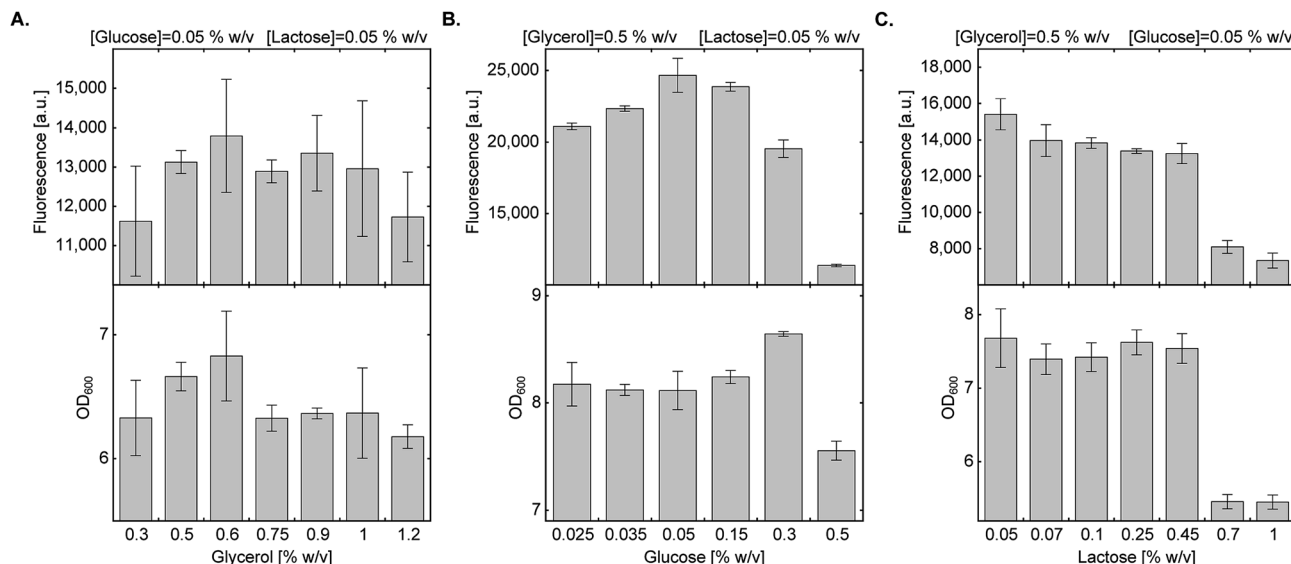 A.
[Glucose]=0.05 % w/v [Lactose]=0.05 % w/v
Fluorescence [a.u.]
15,000
14,000
13,000
12,000
11,000
OD600
7
6
0.3 0.5 0.6 0.75 0.9 1 1.2
Glycerol [% w/v]
B.
[Glycerol]=0.5 % w/v [Lactose]=0.05 % w/v
Fluorescence [a.u.]
25,000
20,000
15,000
OD600
9
8
7
0.025 0.035 0.05 0.15 0.3 0.5
Glucose [% w/v]
C.
[Glycerol]=0.5 % w/v [Glucose]=0.05 % w/v
Fluorescence [a.u.]
18,000
16,000
14,000
12,000
10,000
8,000
OD600
8
7
6
0.05 0.07 0.1 0.25 0.45 0.7 1
Lactose [% w/v]